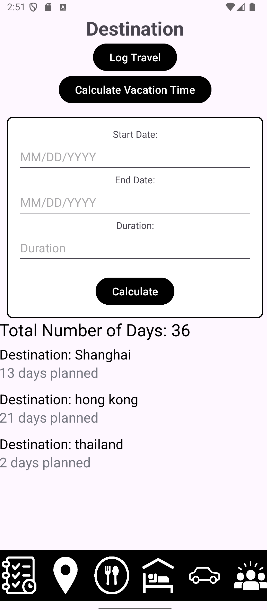 2:51
Destination
Log Travel
Calculate Vacation Time
Start Date:
MM/DD/YYYY
End Date:
MM/DD/YYYY
Duration:
Duration
Calculate
Total Number of Days: 36
Destination: Shanghai
13 days planned
Destination: hong kong
21 days planned
Destination: thailand
2 days planned